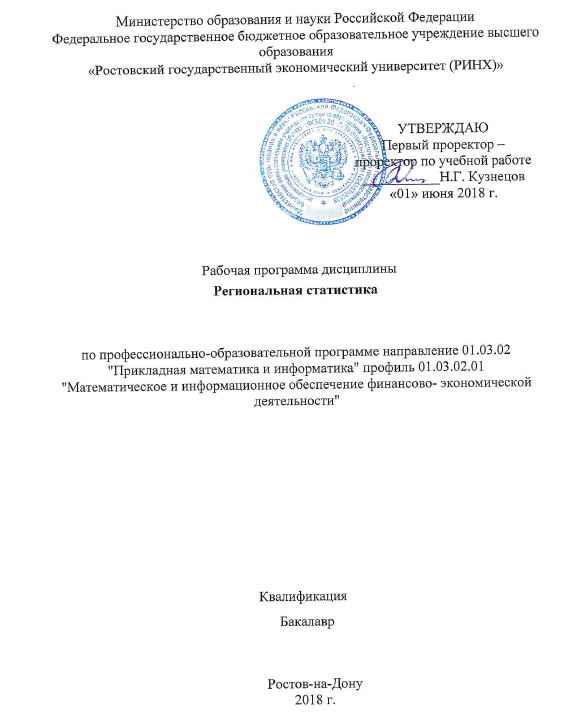 Министерство образования и науки Российской Федерации
Федеральное государственное бюджетное образовательное учреждение высшего
образования
«Ростовский государственный экономический университет (РИНХ)»
УТВЕРЖДАЮ
Первый проректор –
проректор по учебной работе
Н.Г. Кузнецов
«01» июня 2018 г.
Рабочая программа дисциплины
Региональная статистика
по профессионально-образовательной программе направление 01.03.02
"Прикладная математика и информатика" профиль 01.03.02.01
"Математическое и информационное обеспечение финансово- экономической
деятельности"
Квалификация
Бакалавр
Ростов-на-Дону
2018 г.